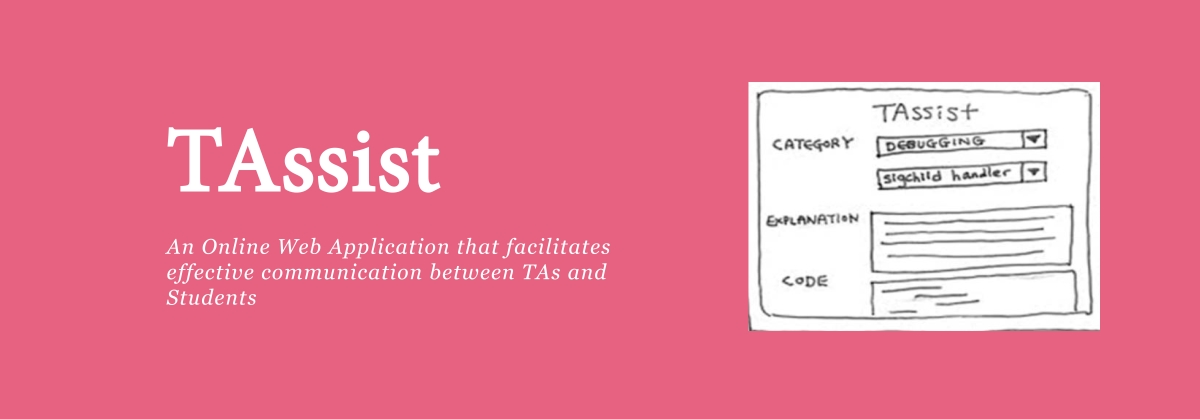 TAssist
An Online Web Application that facilitates
effective communication between TAs and
Students
TAssist
CATEGORY
DEBUGGING
sigchild handler
EXPLANATION
CODE